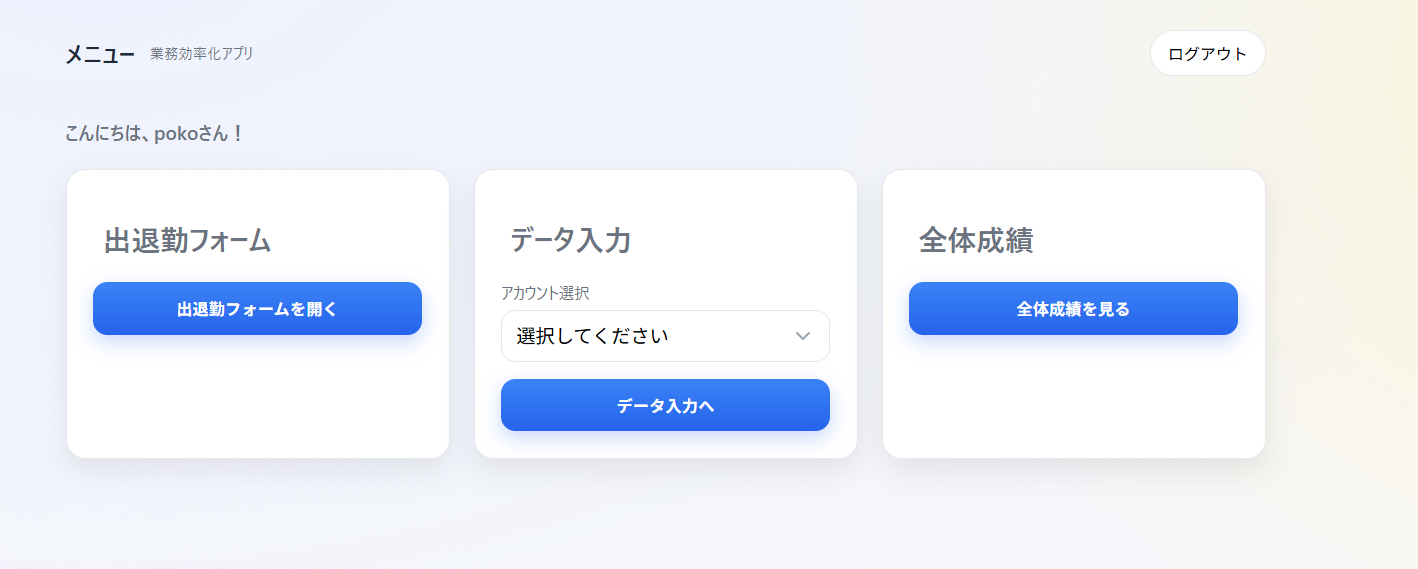 メニュー 業務効率化アプリ
ログアウト
こんにちは、pokoさん！
出退勤フォーム
出退勤フォームを開く
データ入力
アカウント選択
選択してください
データ入力へ
全体成績
全体成績を見る